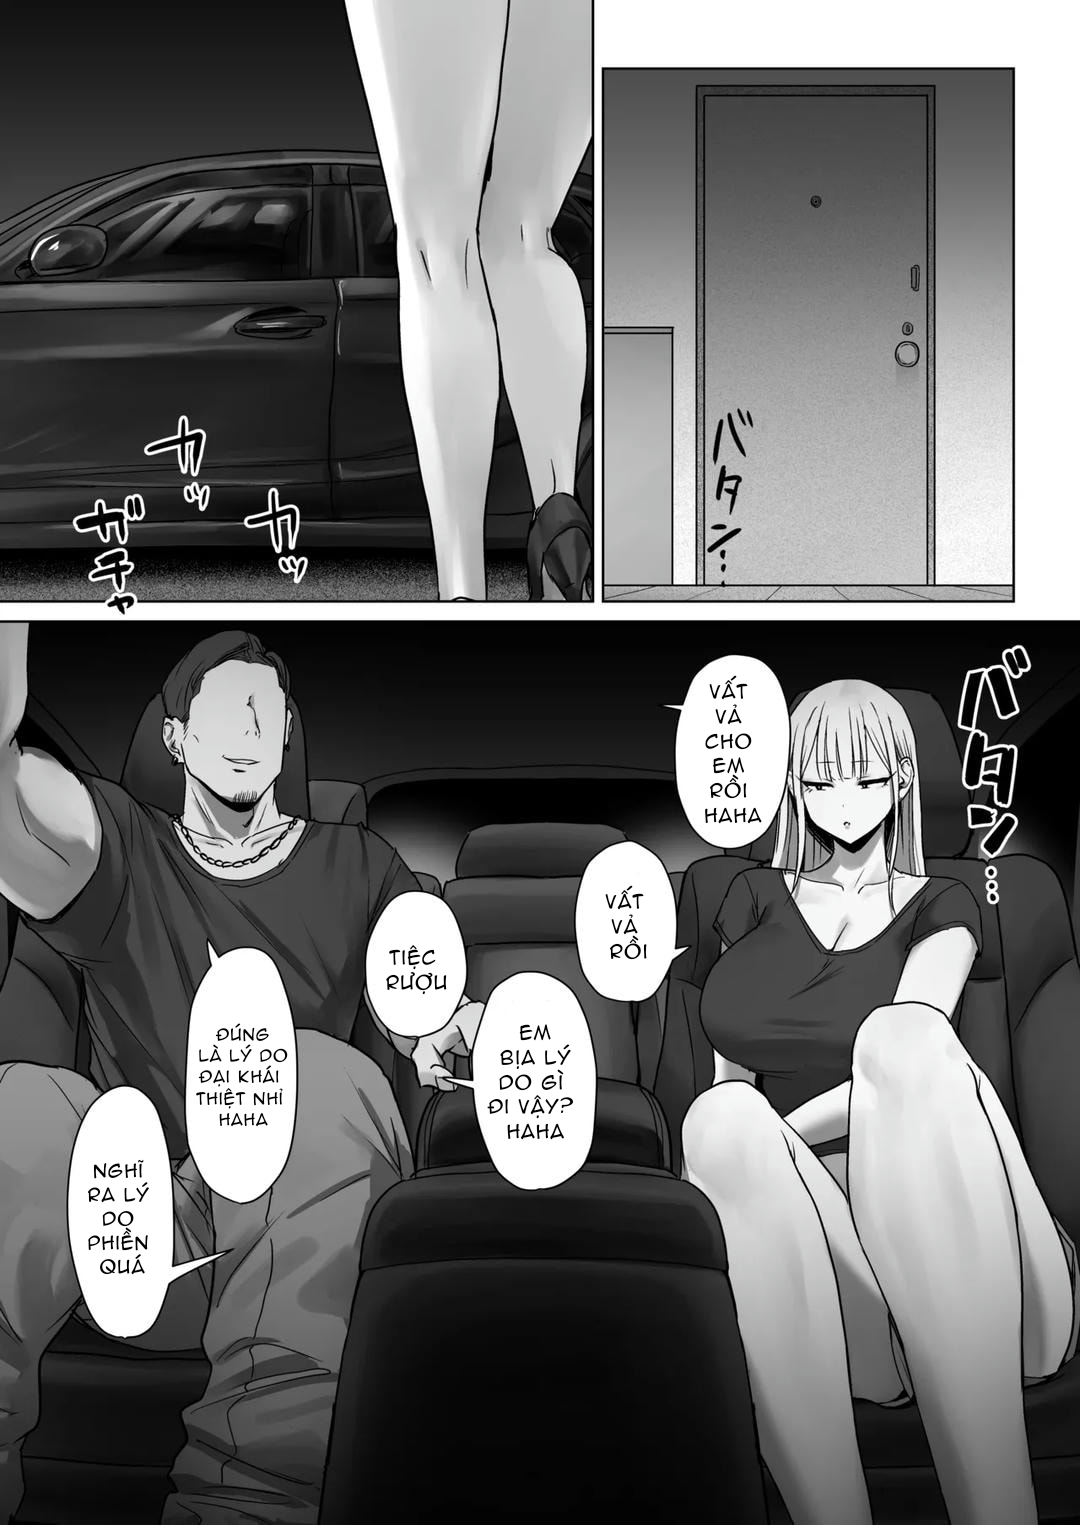 バタン…
カッ
カッ
ガチャ
バタン…
VẤT
VẢ
CHO
EM
RỒI
HAHA
VẤT
VẢ
RỒI
EM
BỊA LÝ
DO GÌ
ĐI VẬY?
HAHA
TIỆC
RƯỢU
ĐÚNG
LÀ LÝ DO
ĐẠI KHÁI
THIỆT NHỈ
HAHA
NGHĨ
RA LÝ
DO
PHIỀN
QUÁ